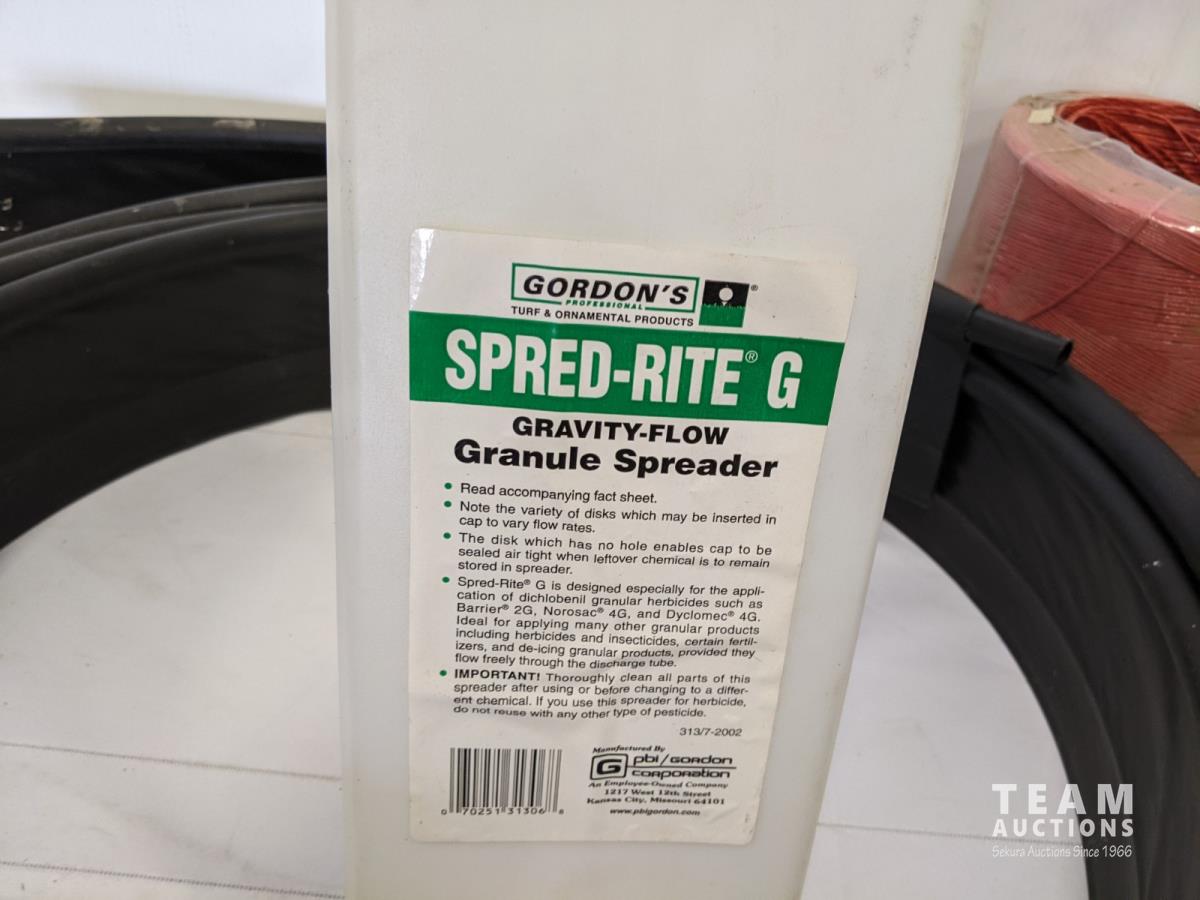 GORDON'S ®
PROFESSIONAL
TURF & ORNAMENTAL PRODUCTS
SPRED-RITE® G
GRAVITY-FLOW
Granule Spreader
• Read accompanying fact sheet.
• Note the variety of disks which may be inserted in
cap to vary flow rates.
• The disk which has no hole enables cap to be
sealed air tight when leftover chemical is to remain
stored in spreader.
• Spred-Rite® G is designed especially for the appli-
cation of dichlobenil granular herbicides such as
Barrier® 2G, Norosac® 4G, and Dyclomec® 4G.
Ideal for applying many other granular products
including herbicides and insecticides, certain fertil-
izers, and de-icing granular products, provided they
flow freely through the discharge tube.
• IMPORTANT! Thoroughly clean all parts of this
spreader after using or before changing to a differ-
ent chemical. If you use this spreader for herbicide,
do not reuse with any other type of pesticide.
313/7-2002
Manufactured By
G pbi/GORDON
CORPORATION
An Employee-Owned Company
1217 West 12th Street
Kansas City, Missouri 64101
www.pbigordon.com
0 70251 31306 8
TEAM
AUCTIONS
Sekura Auctions Since 1966